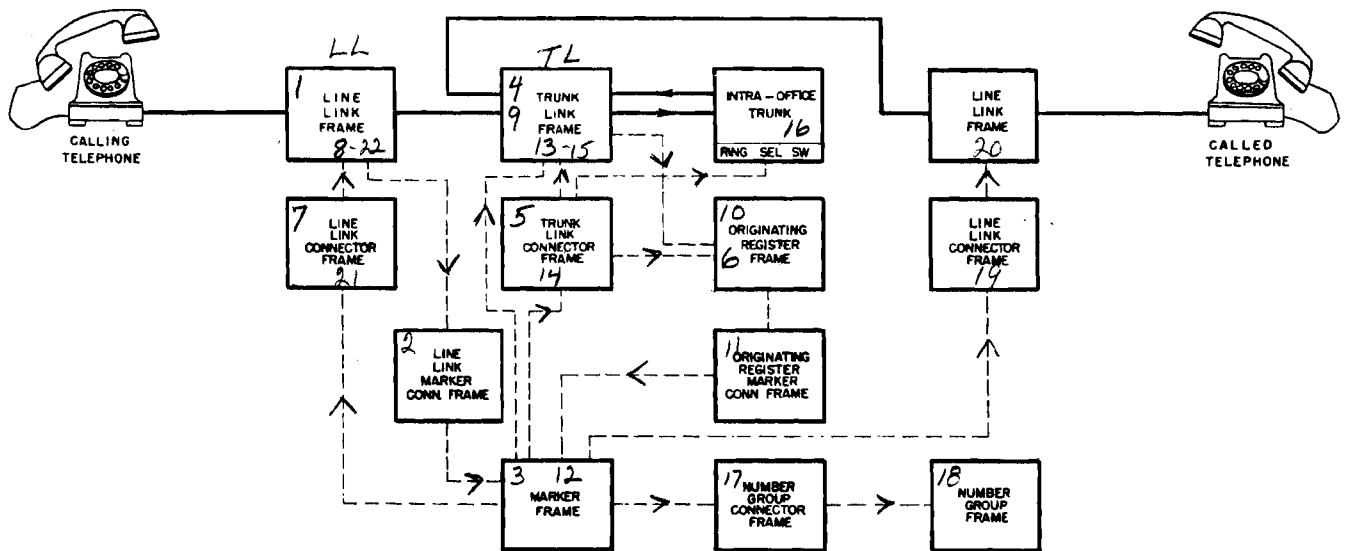 LL
TL
1
LINE
LINK
FRAME
8-22
4
9
TRUNK
LINK
FRAME
13-15
INTRA-OFFICE
TRUNK
16
RING SEL SW
LINE
LINK
FRAME
20
CALLING
TELEPHONE
CALLED
TELEPHONE
7
LINE
LINK
CONNECTOR
FRAME
21
5
TRUNK
LINK
CONNECTOR
FRAME
14
10
ORIGINATING
REGISTER
FRAME
6
LINE
LINK
CONNECTOR
FRAME
19
2
LINE
LINK
MARKER
CONN. FRAME
11
ORIGINATING
REGISTER
MARKER
CONN FRAME
3 12
MARKER
FRAME
17
NUMBER
GROUP
CONNECTOR
FRAME
18
NUMBER
GROUP
FRAME